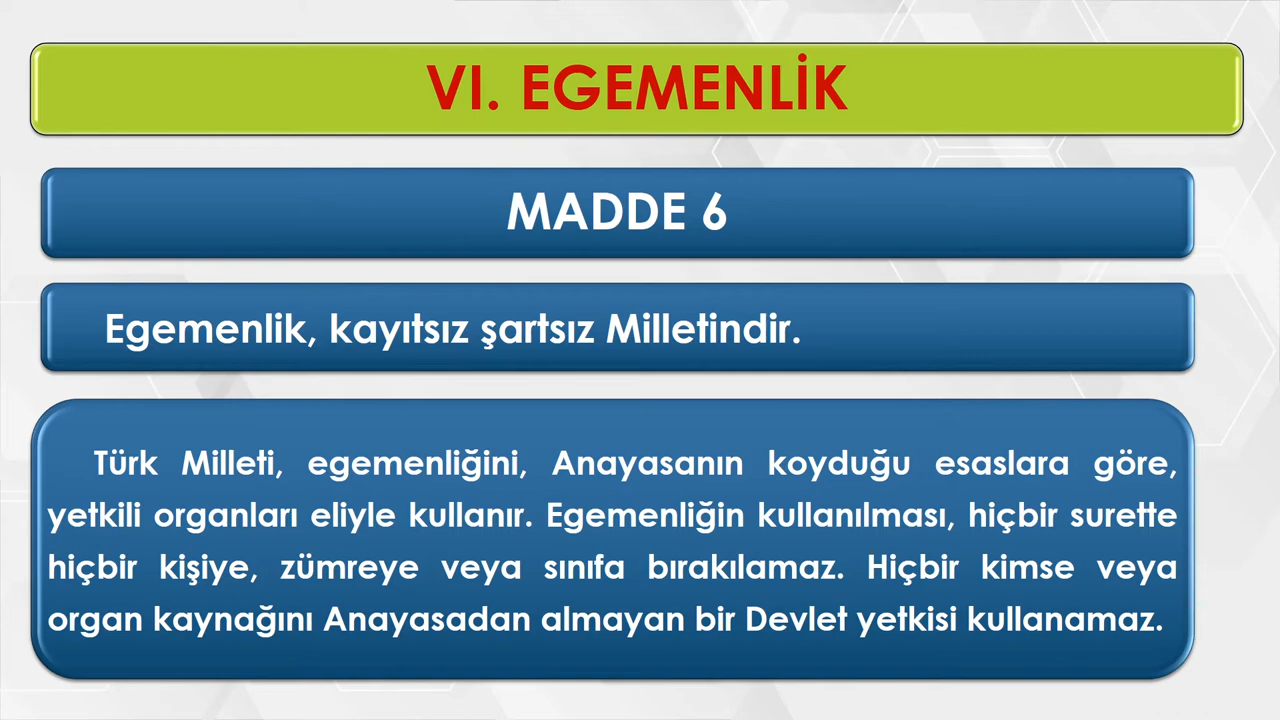 VI. EGEMENLİK
MADDE 6
Egemenlik, kayıtsız şartsız Milletindir.
Türk Milleti, egemenliğini, Anayasanın koyduğu esaslara göre,
yetkili organları eliyle kullanır. Egemenliğin kullanılması, hiçbir surette
hiçbir kişiye, zümreye veya sınıfa bırakılamaz. Hiçbir kimse veya
organ kaynağını Anayasadan almayan bir Devlet yetkisi kullanamaz.